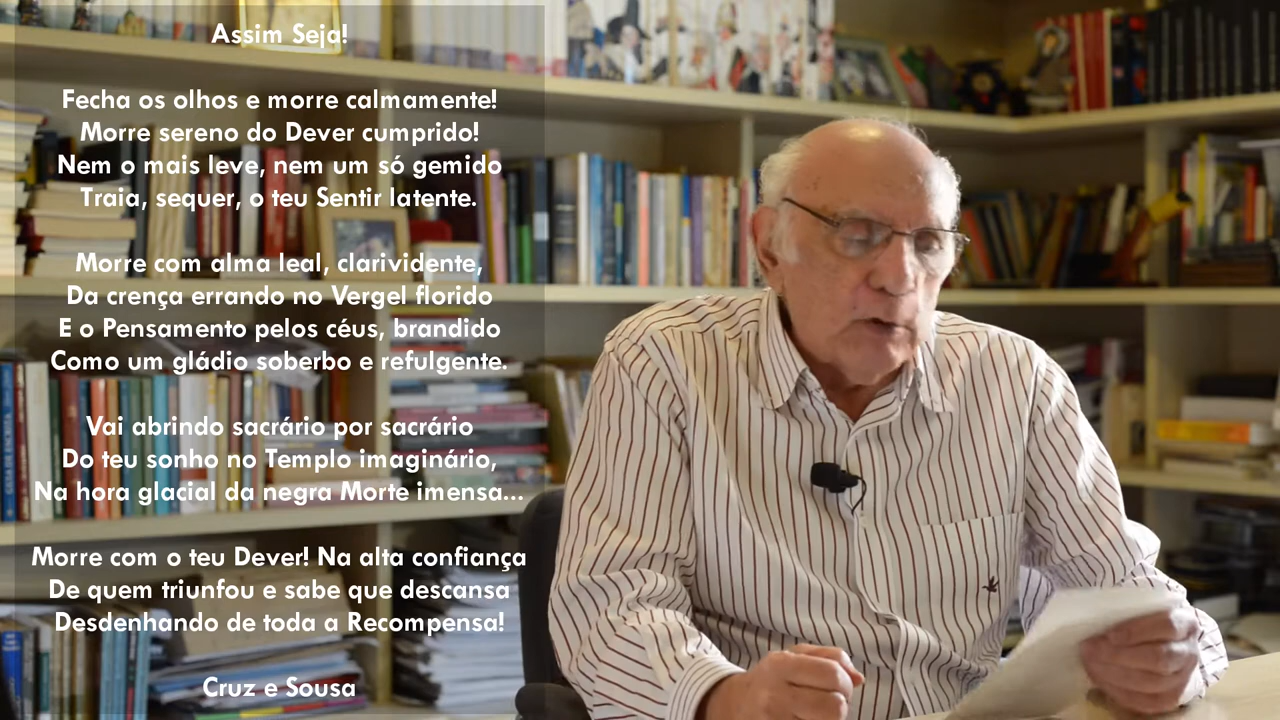 Assim Seja!
Fecha os olhos e morre calmamente!
Morre sereno do Dever cumprido!
Nem o mais leve, nem um só gemido
Traia, sequer, o teu Sentir latente.
Morre com alma leal, clarividente,
Da crença errando no Vergel florido
E o Pensamento pelos céus, brandido
Como um gládio soberbo e refulgente.
Vai abrindo sacrário por sacrário
Do teu sonho no Templo imaginário,
Na hora glacial da negra Morte imensa...
Morre com o teu Dever! Na alta confiança
De quem triunfou e sabe que descansa
Desdenhando de toda a Recompensa!
Cruz e Sousa